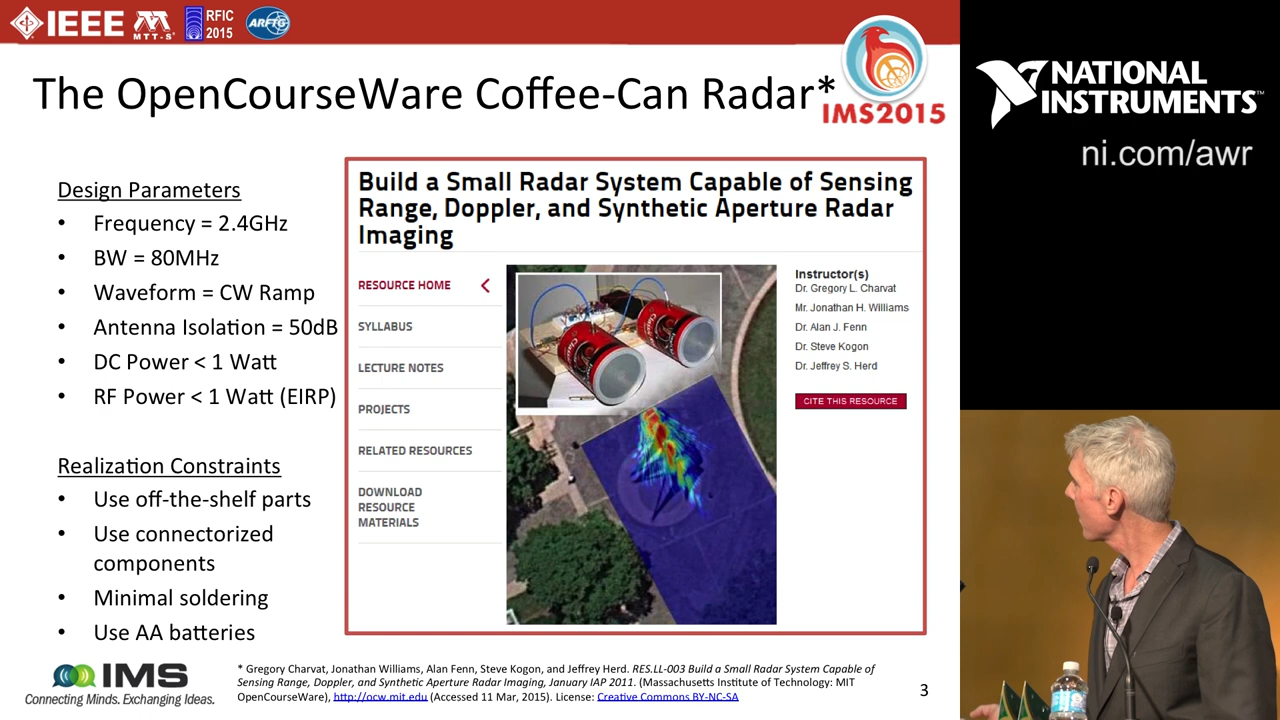 IEEE
MTT-S
RFIC
2015
ARFTG
The OpenCourseWare Coffee-Can Radar*
IMS2015
NATIONAL
INSTRUMENTS™
ni.com/awr
Design Parameters
• Frequency = 2.4GHz
• BW = 80MHz
• Waveform = CW Ramp
• Antenna Isolation = 50dB
• DC Power < 1 Watt
• RF Power < 1 Watt (EIRP)
Realization Constraints
• Use off-the-shelf parts
• Use connectorized
components
• Minimal soldering
• Use AA batteries
Build a Small Radar System Capable of Sensing
Range, Doppler, and Synthetic Aperture Radar
Imaging
RESOURCE HOME
SYLLABUS
LECTURE NOTES
PROJECTS
RELATED RESOURCES
DOWNLOAD
RESOURCE
MATERIALS
Instructor(s)
Dr. Gregory L. Charvat
Mr. Jonathan H. Williams
Dr. Alan J. Fenn
Dr. Steve Kogon
Dr. Jeffrey S. Herd
CITE THIS RESOURCE
IMS
Connecting Minds. Exchanging Ideas.
* Gregory Charvat, Jonathan Williams, Alan Fenn, Steve Kogon, and Jeffrey Herd. RES.LL-003 Build a Small Radar System Capable of
Sensing Range, Doppler, and Synthetic Aperture Radar Imaging, January IAP 2011. (Massachusetts Institute of Technology: MIT
OpenCourseWare), http://ocw.mit.edu (Accessed 11 Mar, 2015). License: Creative Commons BY-NC-SA
3